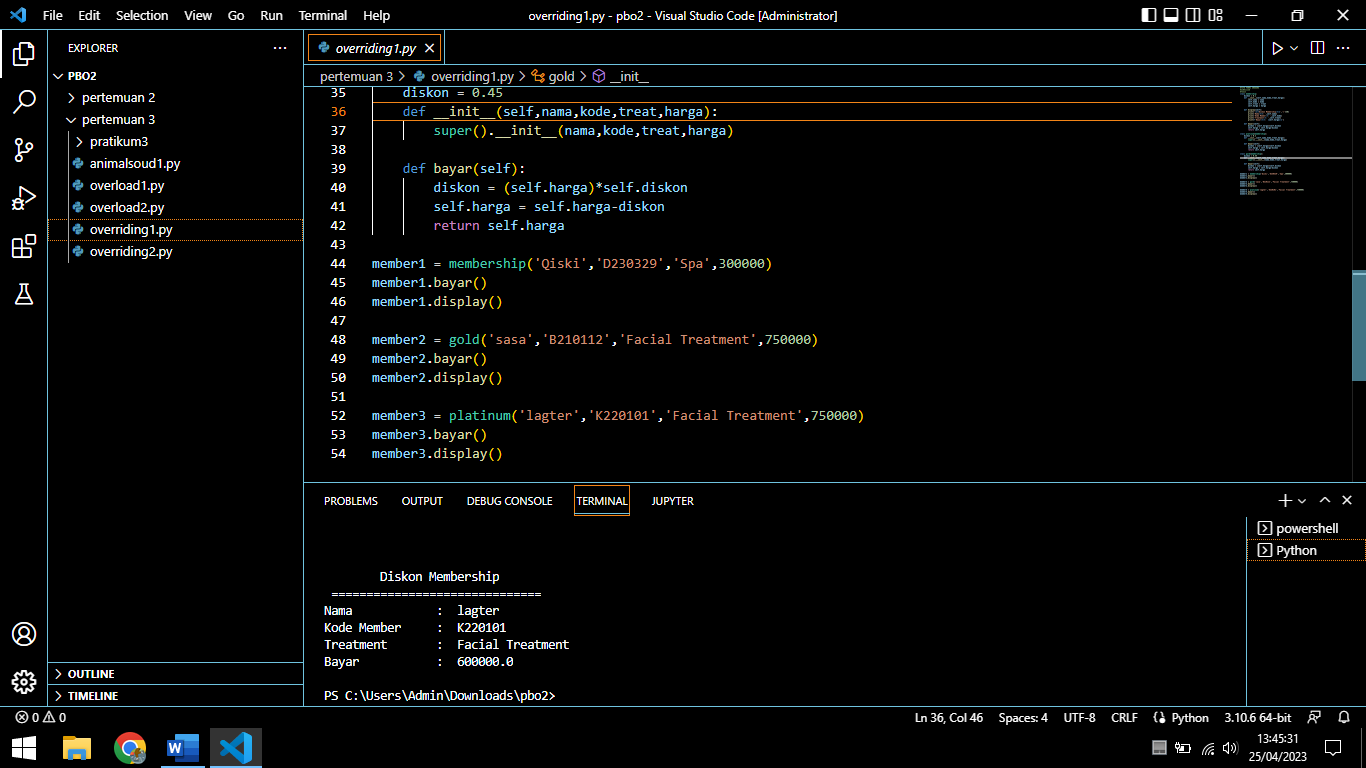 File Edit Selection View Go Run Terminal Help overriding1.py - pbo2 - Visual Studio Code [Administrator]
EXPLORER
PBO2
pertemuan 2
pertemuan 3
pratikum3
animalsoud1.py
overload1.py
overload2.py
overriding1.py
overriding2.py
OUTLINE
TIMELINE
overriding1.py
pertemuan 3 > overriding1.py > gold > __init__
35 diskon = 0.45
36 def __init__(self,nama,kode,treat,harga):
37 super().__init__(nama,kode,treat,harga)
38
39 def bayar(self):
40 diskon = (self.harga)*self.diskon
41 self.harga = self.harga-diskon
42 return self.harga
43
44 member1 = membership('Qiski','D230329','Spa',300000)
45 member1.bayar()
46 member1.display()
47
48 member2 = gold('sasa','B210112','Facial Treatment',750000)
49 member2.bayar()
50 member2.display()
51
52 member3 = platinum('lagter','K220101','Facial Treatment',750000)
53 member3.bayar()
54 member3.display()
PROBLEMS OUTPUT DEBUG CONSOLE TERMINAL JUPYTER
powershell
Python
Diskon Membership
==============================
Nama : lagter
Kode Member : K220101
Treatment : Facial Treatment
Bayar : 600000.0
PS C:\Users\Admin\Downloads\pbo2>
0 0 Ln 36, Col 46 Spaces: 4 UTF-8 CRLF Python 3.10.6 64-bit
13:45:31
25/04/2023